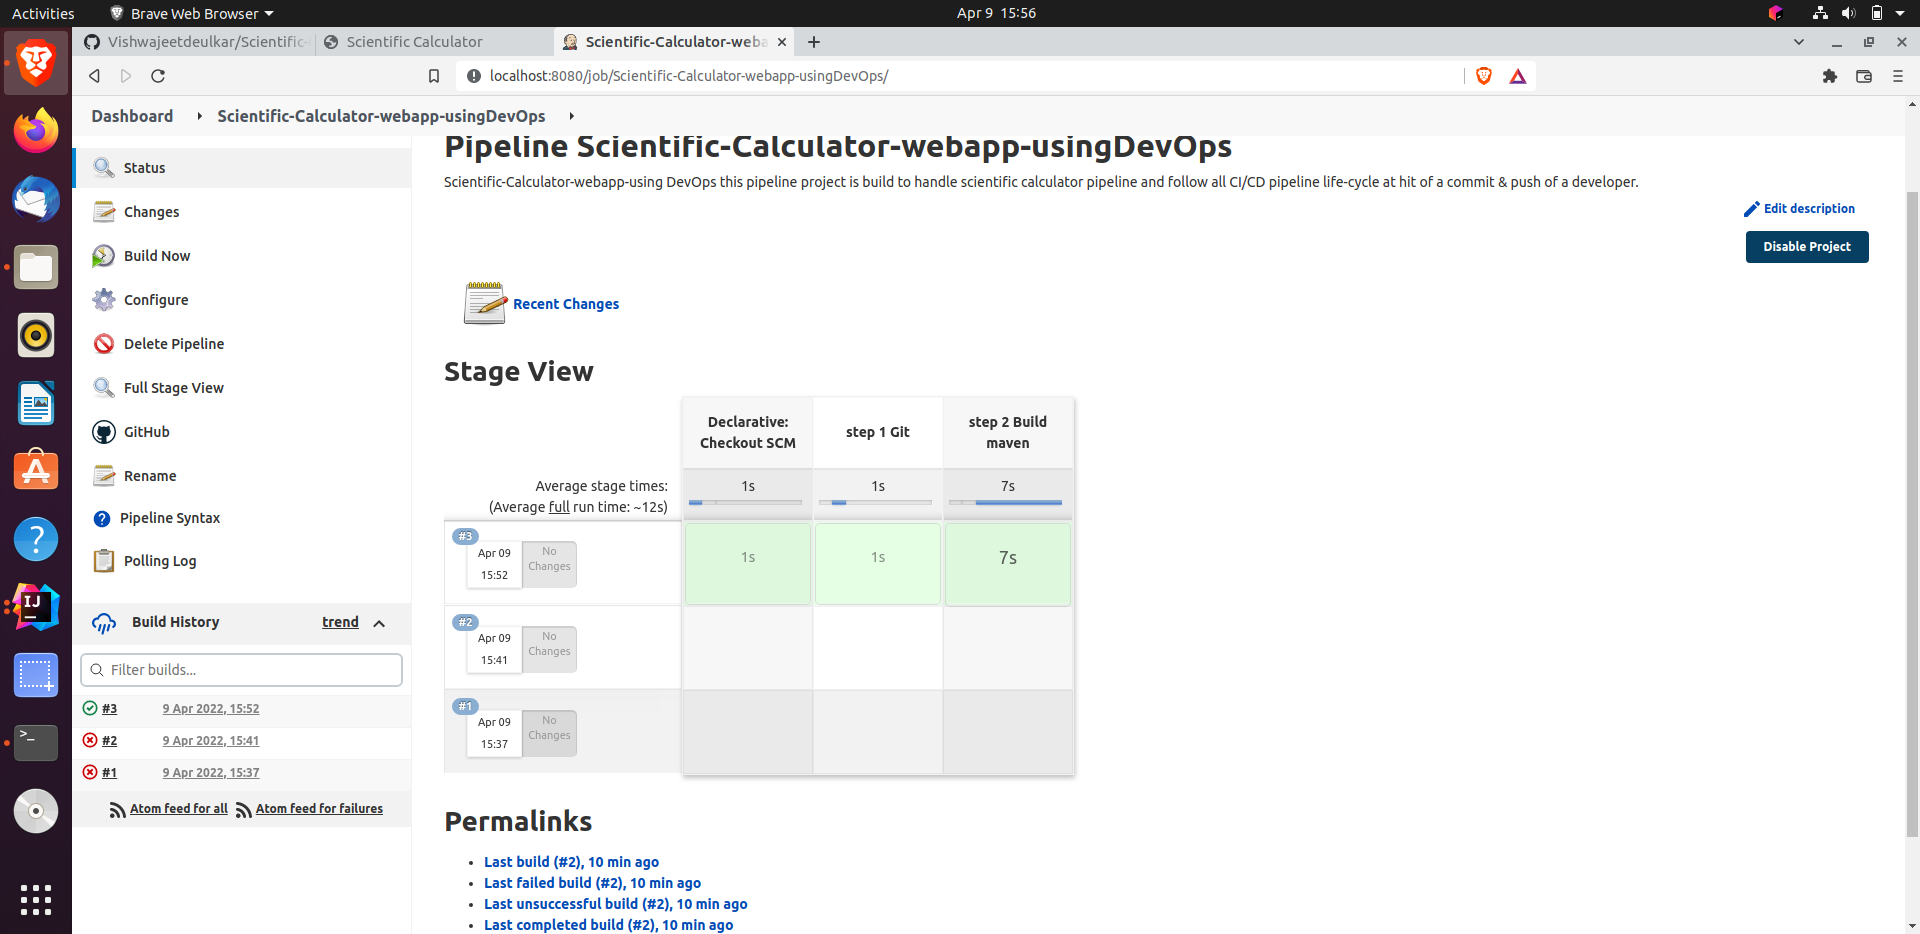 Activities
Brave Web Browser
Apr 9 15:56
Vishwajeetdeulkar/Scientific-
Scientific Calculator
Scientific-Calculator-weba
localhost:8080/job/Scientific-Calculator-webapp-usingDevOps/
Dashboard
Scientific-Calculator-webapp-usingDevOps
Status
Changes
Build Now
Configure
Delete Pipeline
Full Stage View
GitHub
Rename
Pipeline Syntax
Polling Log
Build History
trend
Filter builds...
#3 9 Apr 2022, 15:52
#2 9 Apr 2022, 15:41
#1 9 Apr 2022, 15:37
Atom feed for all Atom feed for failures
Pipeline Scientific-Calculator-webapp-usingDevOps
Scientific-Calculator-webapp-using DevOps this pipeline project is build to handle scientific calculator pipeline and follow all CI/CD pipeline life-cycle at hit of a commit & push of a developer.
Edit description
Disable Project
Recent Changes
Stage View
Declarative:
Checkout SCM
step 1 Git
step 2 Build
maven
Average stage times:
(Average full run time: ~12s)
1s
1s
7s
#3
Apr 09
15:52
No
Changes
1s
1s
7s
#2
Apr 09
15:41
No
Changes
#1
Apr 09
15:37
No
Changes
Permalinks
Last build (#2), 10 min ago
Last failed build (#2), 10 min ago
Last unsuccessful build (#2), 10 min ago
Last completed build (#2), 10 min ago
IJ
>_
?